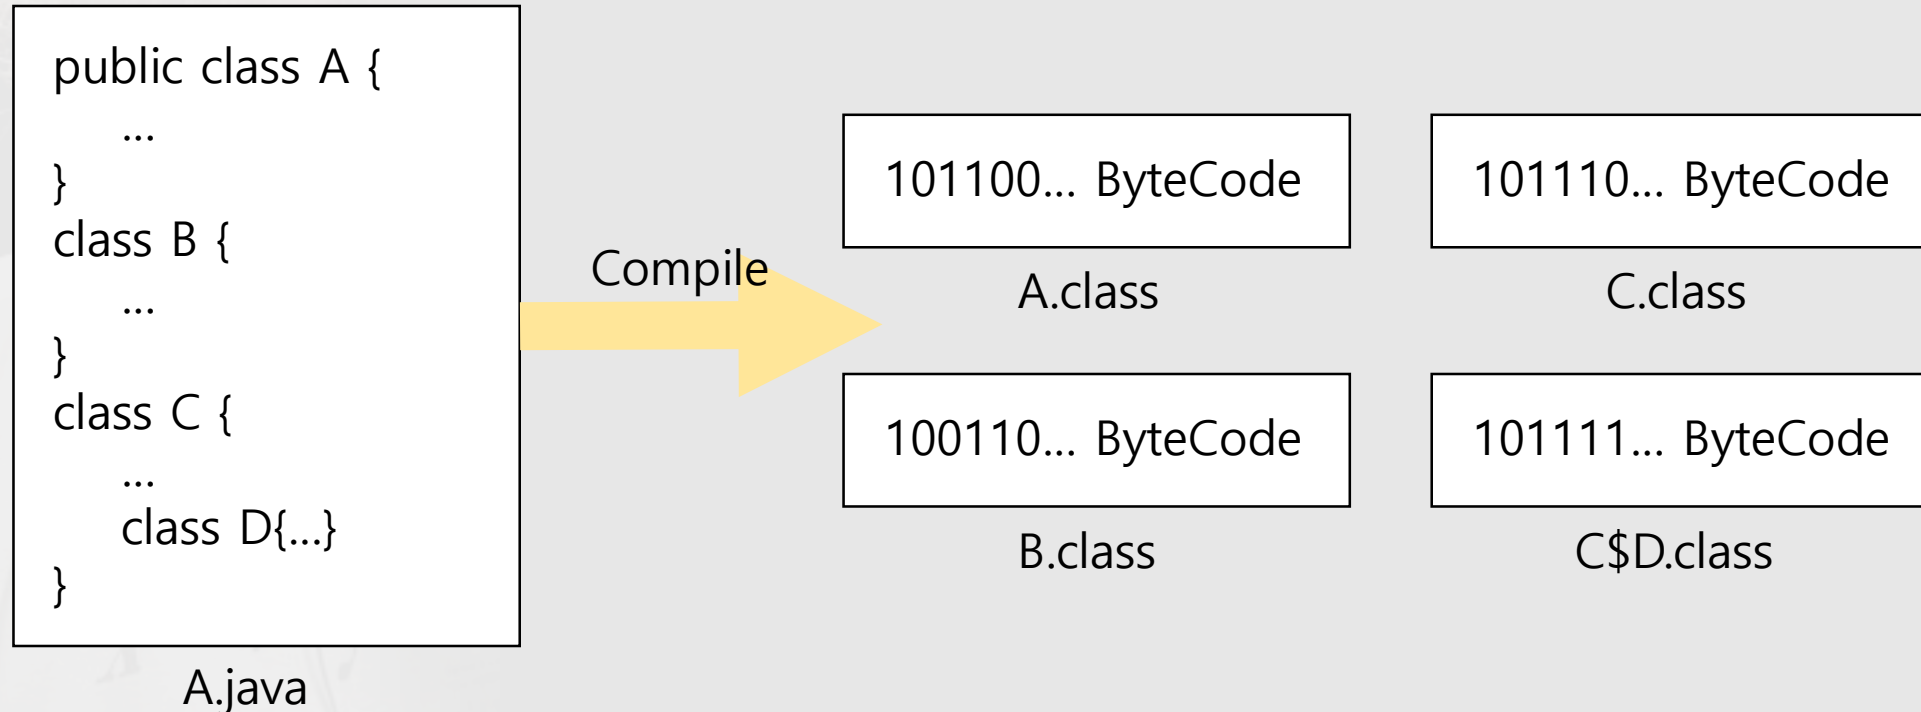 public class A {
...
}
class B {
...
}
class C {
...
class D{...}
}
A.java
Compile
101100... ByteCode
A.class
101110... ByteCode
C.class
100110... ByteCode
B.class
101111... ByteCode
C$D.class